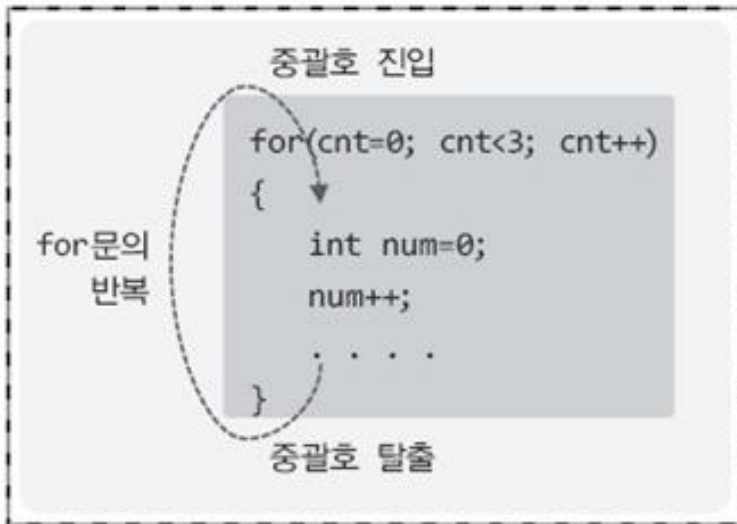 중괄호 진입
for(cnt=0; cnt<3; cnt++)
{
int num=0;
for문의
반복
num++;
. . . .
}
중괄호 탈출